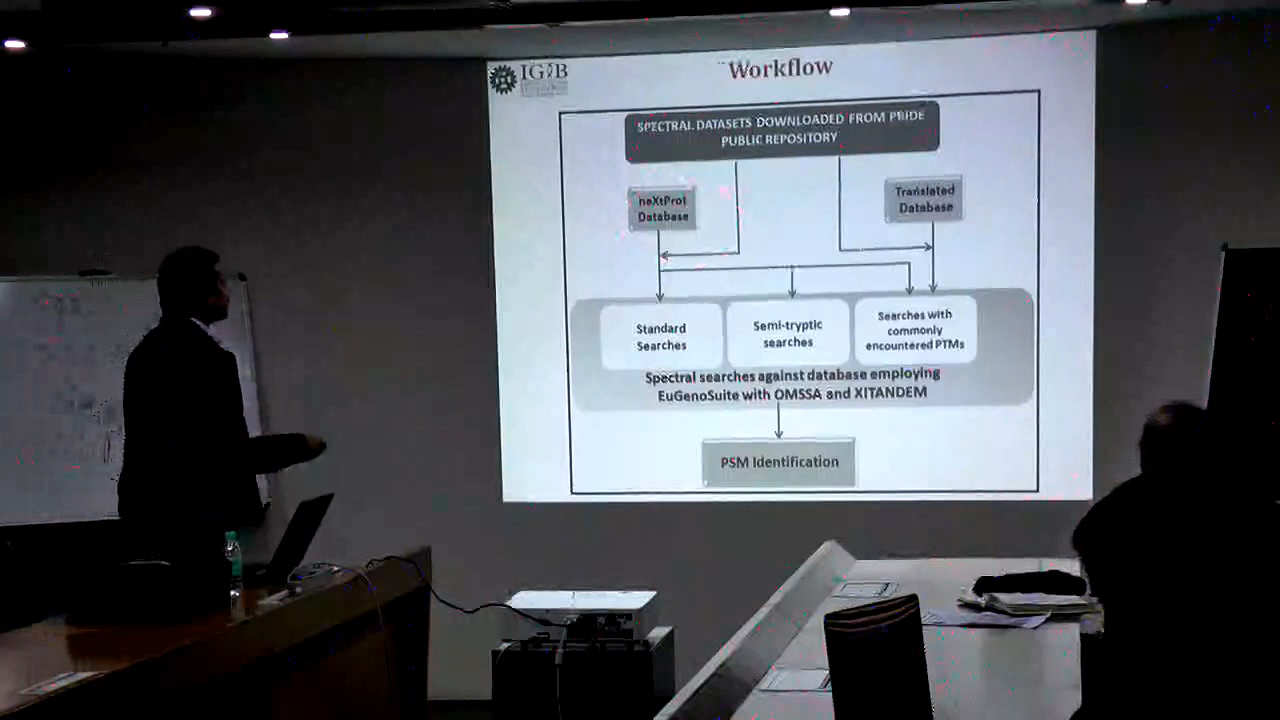 IGIB
Workflow
SPECTRAL DATASETS DOWNLOADED FROM PRIDE
PUBLIC REPOSITORY
neXtProt
Database
Translated
Database
Standard
Searches
Semi-tryptic
searches
Searches with
commonly
encountered PTMs
Spectral searches against database employing
EuGenoSuite with OMSSA and X!TANDEM
PSM Identification